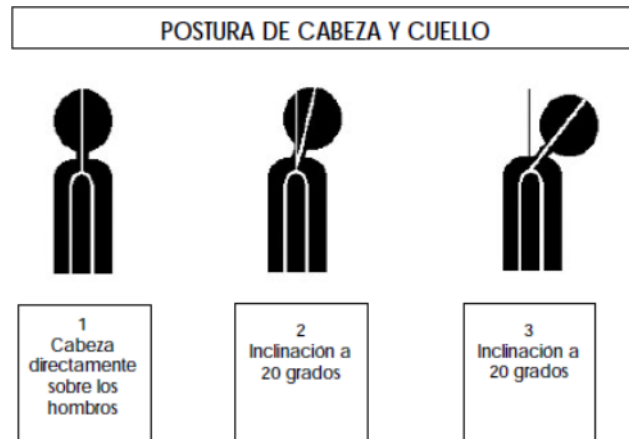 POSTURA DE CABEZA Y CUELLO
1
Cabeza
directamente
sobre los
hombros
2
Inclinación a
20 grados
3
Inclinación a
20 grados